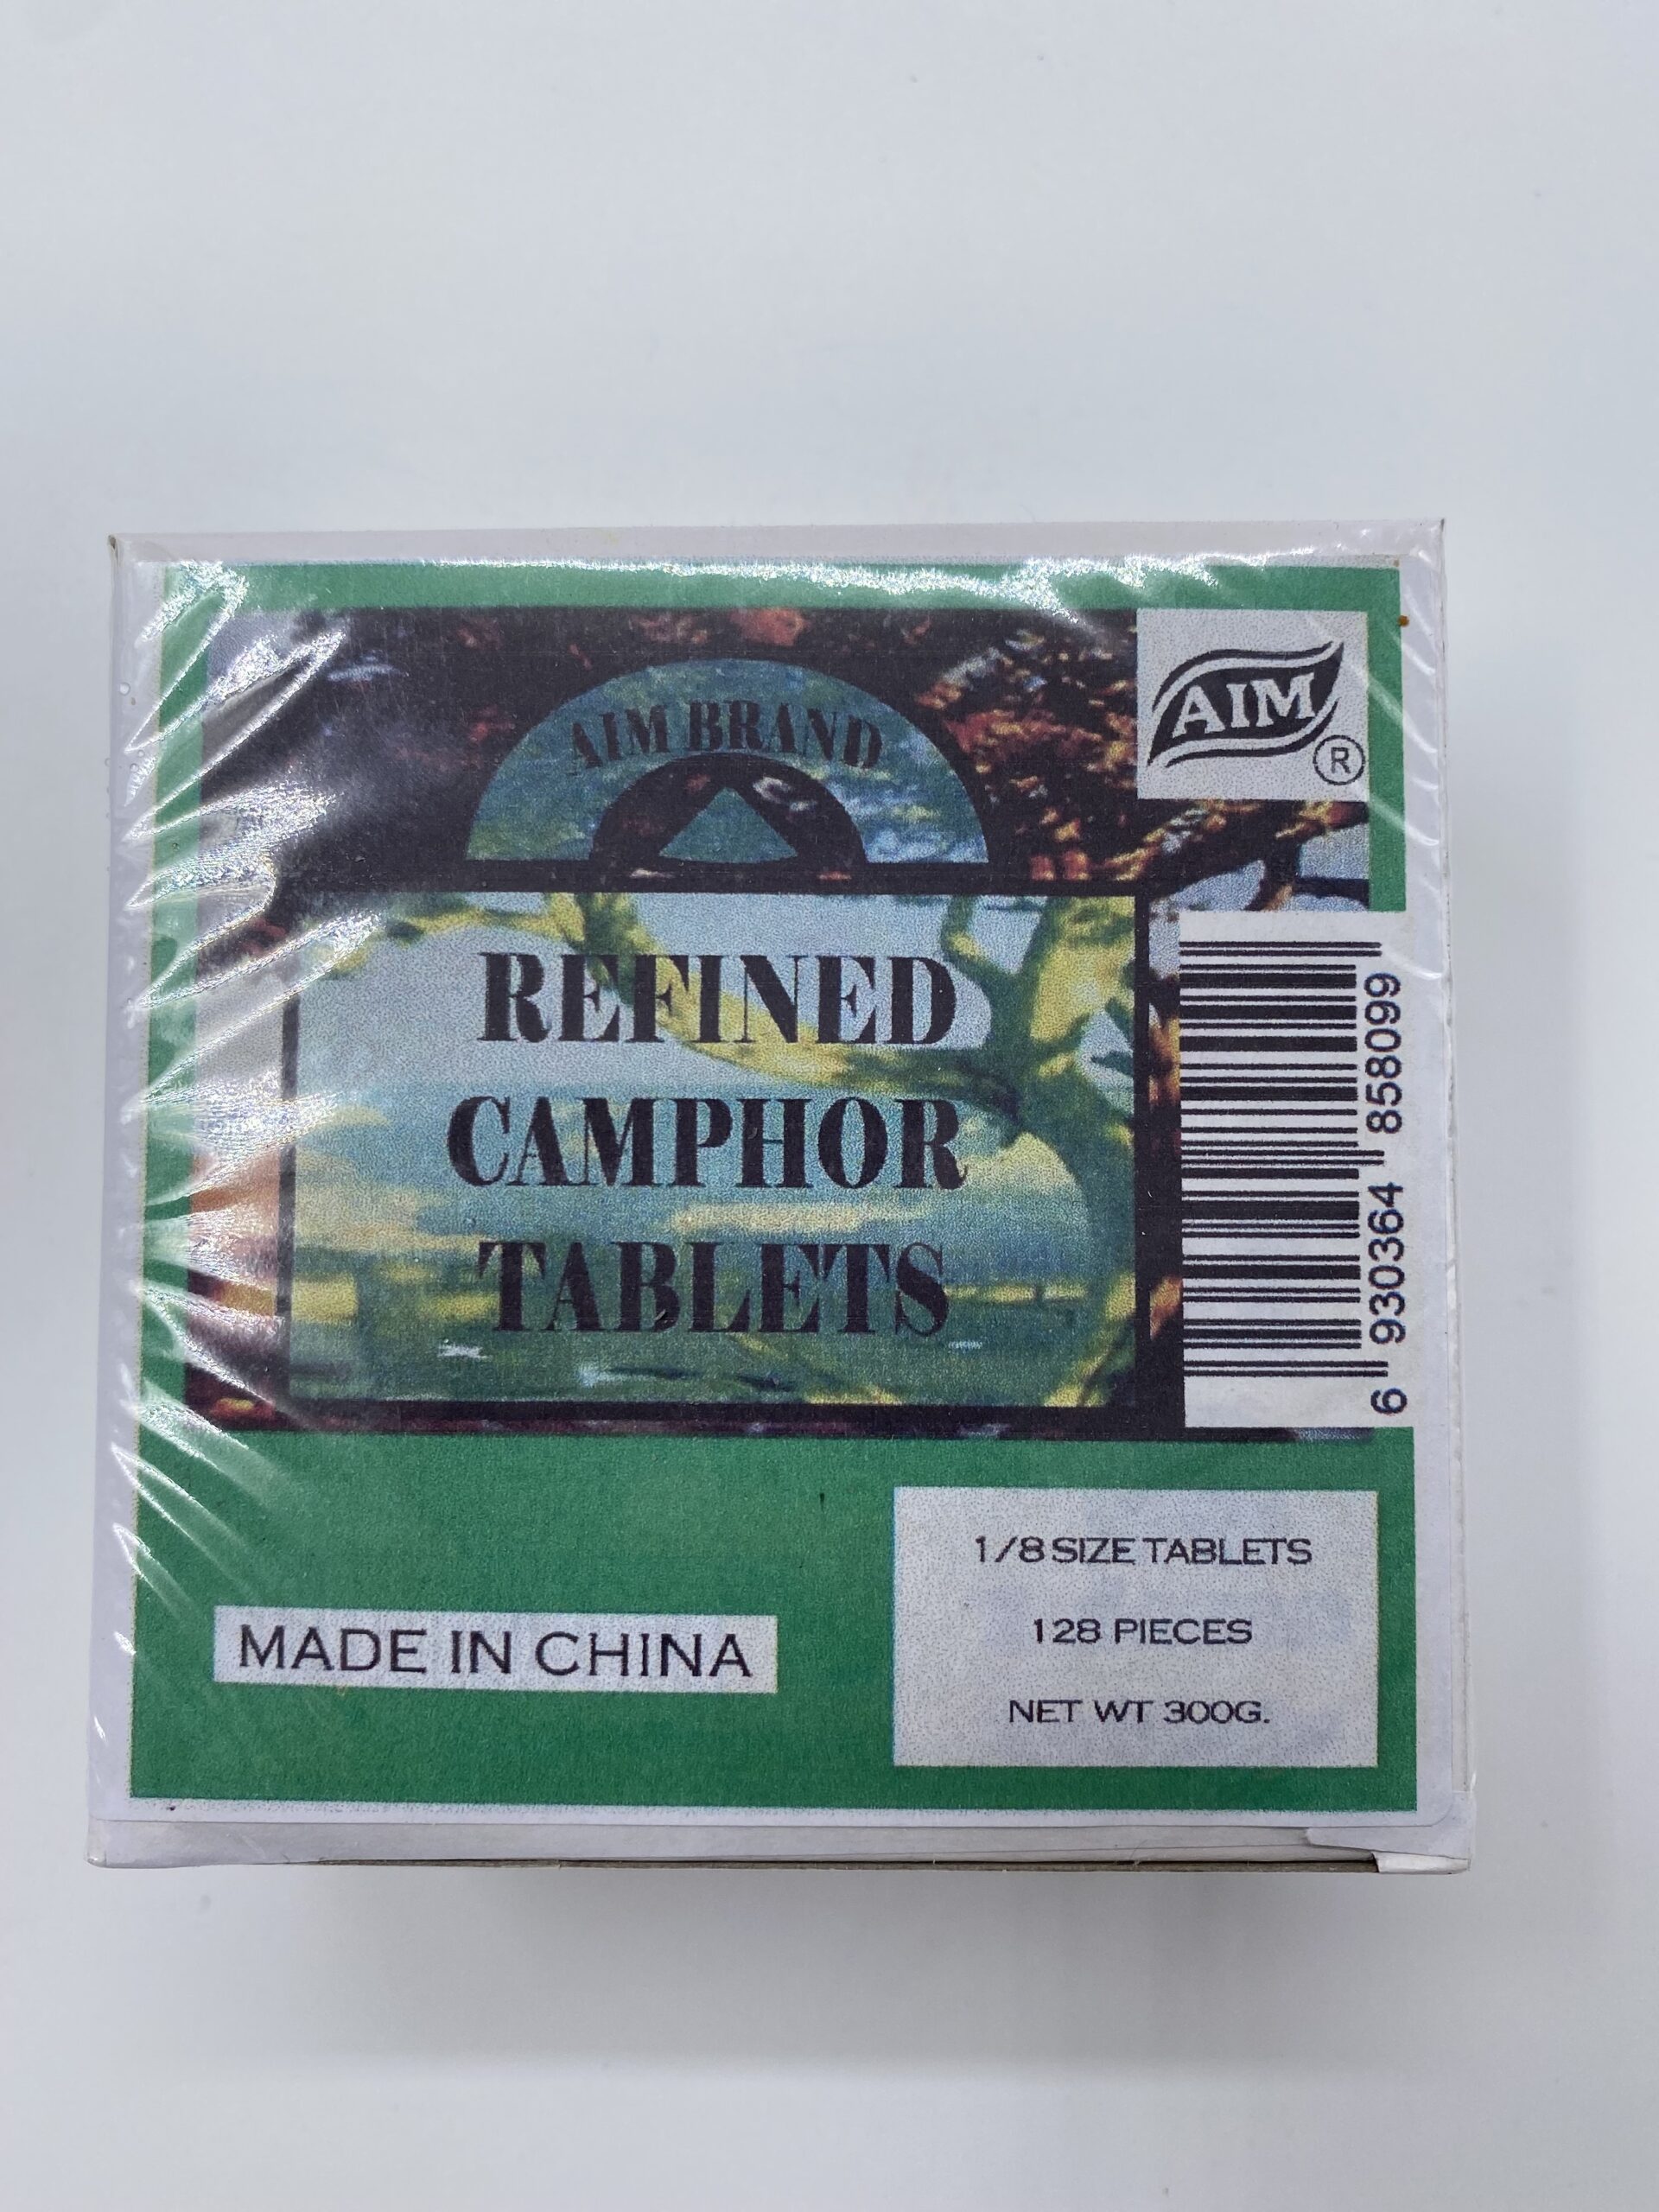 AIM BRAND
AIM
®
REFINED
CAMPHOR
TABLETS
6 930364 858099
1/8 SIZE TABLETS
128 PIECES
NET WT 300G.
MADE IN CHINA